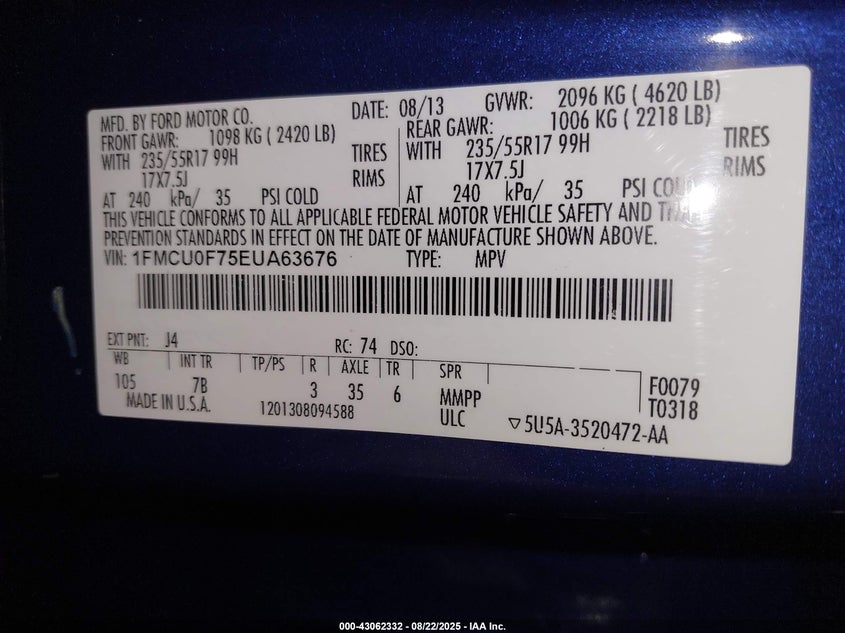 MFD. BY FORD MOTOR CO. DATE: 08/13 GVWR: 2096 KG ( 4620 LB)
FRONT GAWR: 1098 KG ( 2420 LB) REAR GAWR: 1006 KG ( 2218 LB)
WITH 235/55R17 99H TIRES WITH 235/55R17 99H TIRES
17X7.5J RIMS 17X7.5J RIMS
AT 240 kPa/ 35 PSI COLD AT 240 kPa/ 35 PSI COLD
THIS VEHICLE CONFORMS TO ALL APPLICABLE FEDERAL MOTOR VEHICLE SAFETY AND THEFT
PREVENTION STANDARDS IN EFFECT ON THE DATE OF MANUFACTURE SHOWN ABOVE.
VIN: 1FMCU0F75EUA63676 TYPE: MPV
EXT PNT: J4 RC: 74 DSO:
WB INT TR TP/PS R AXLE TR SPR
105 7B 3 35 6 MMPP F0079
MADE IN U.S.A. 1201308094588 ULC T0318
5U5A-3520472-AA
000-43062332 - 08/22/2025 - IAA Inc.